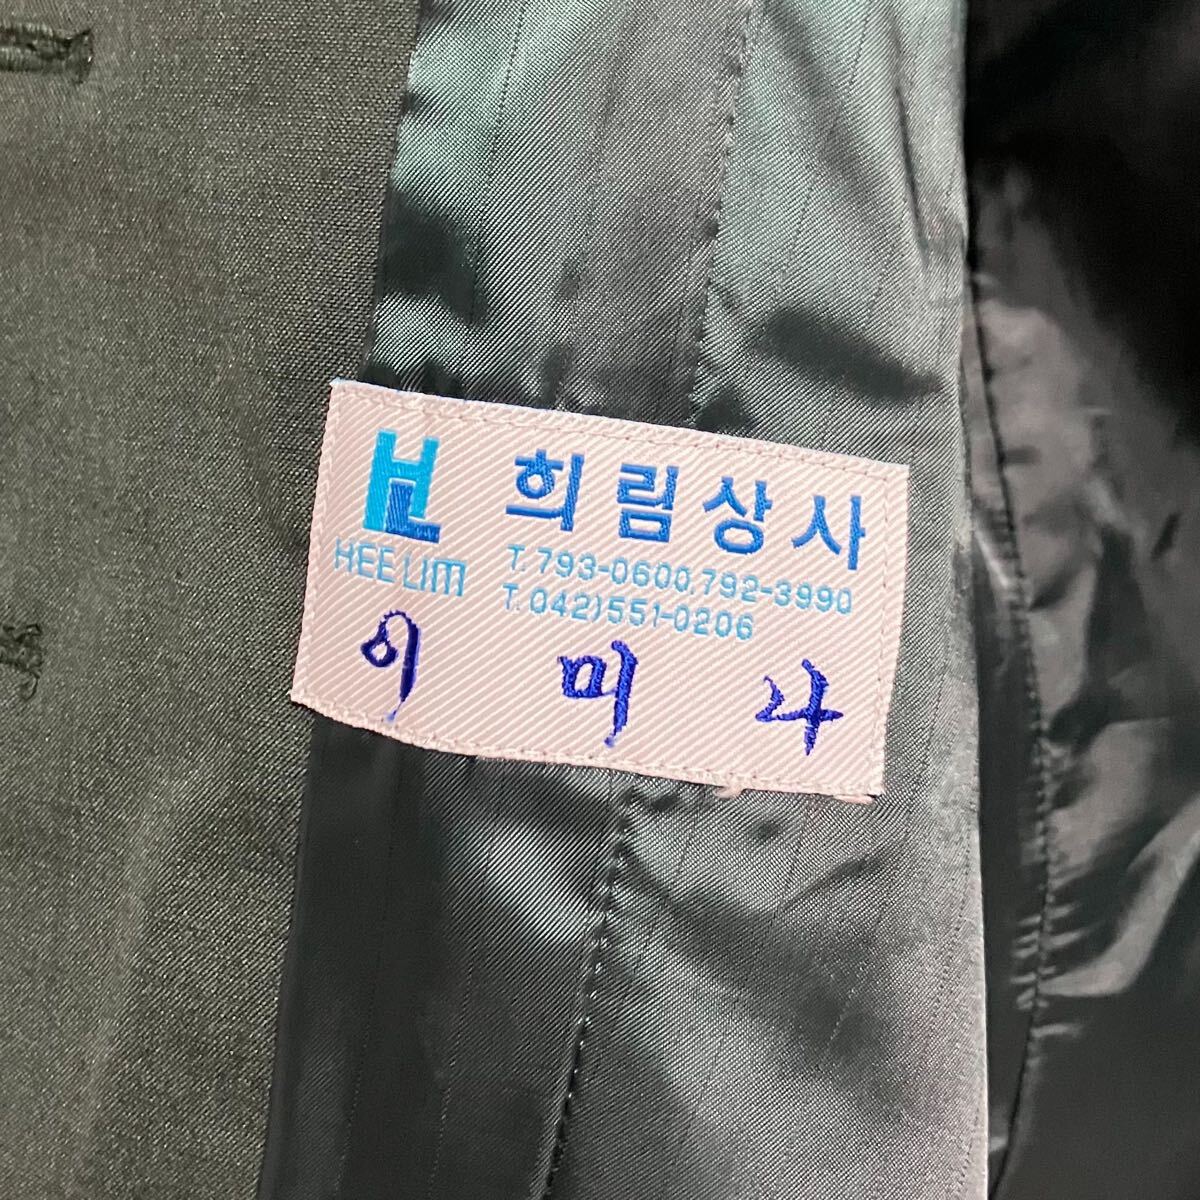 HL 희림상사
HEE LIM T. 793-0600, 792-3990
T. 042)551-0206
이 미 나